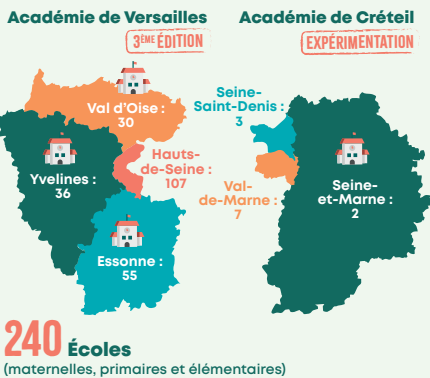 Académie de Versailles
3ÈME ÉDITION
Val d'Oise :
30
Yvelines :
36
Hauts-
de-Seine :
107
Essonne :
55
Académie de Créteil
EXPÉRIMENTATION
Seine-
Saint-Denis :
3
Val-
de-Marne :
7
Seine-
et-Marne :
2
240 Écoles
(maternelles, primaires et élémentaires)